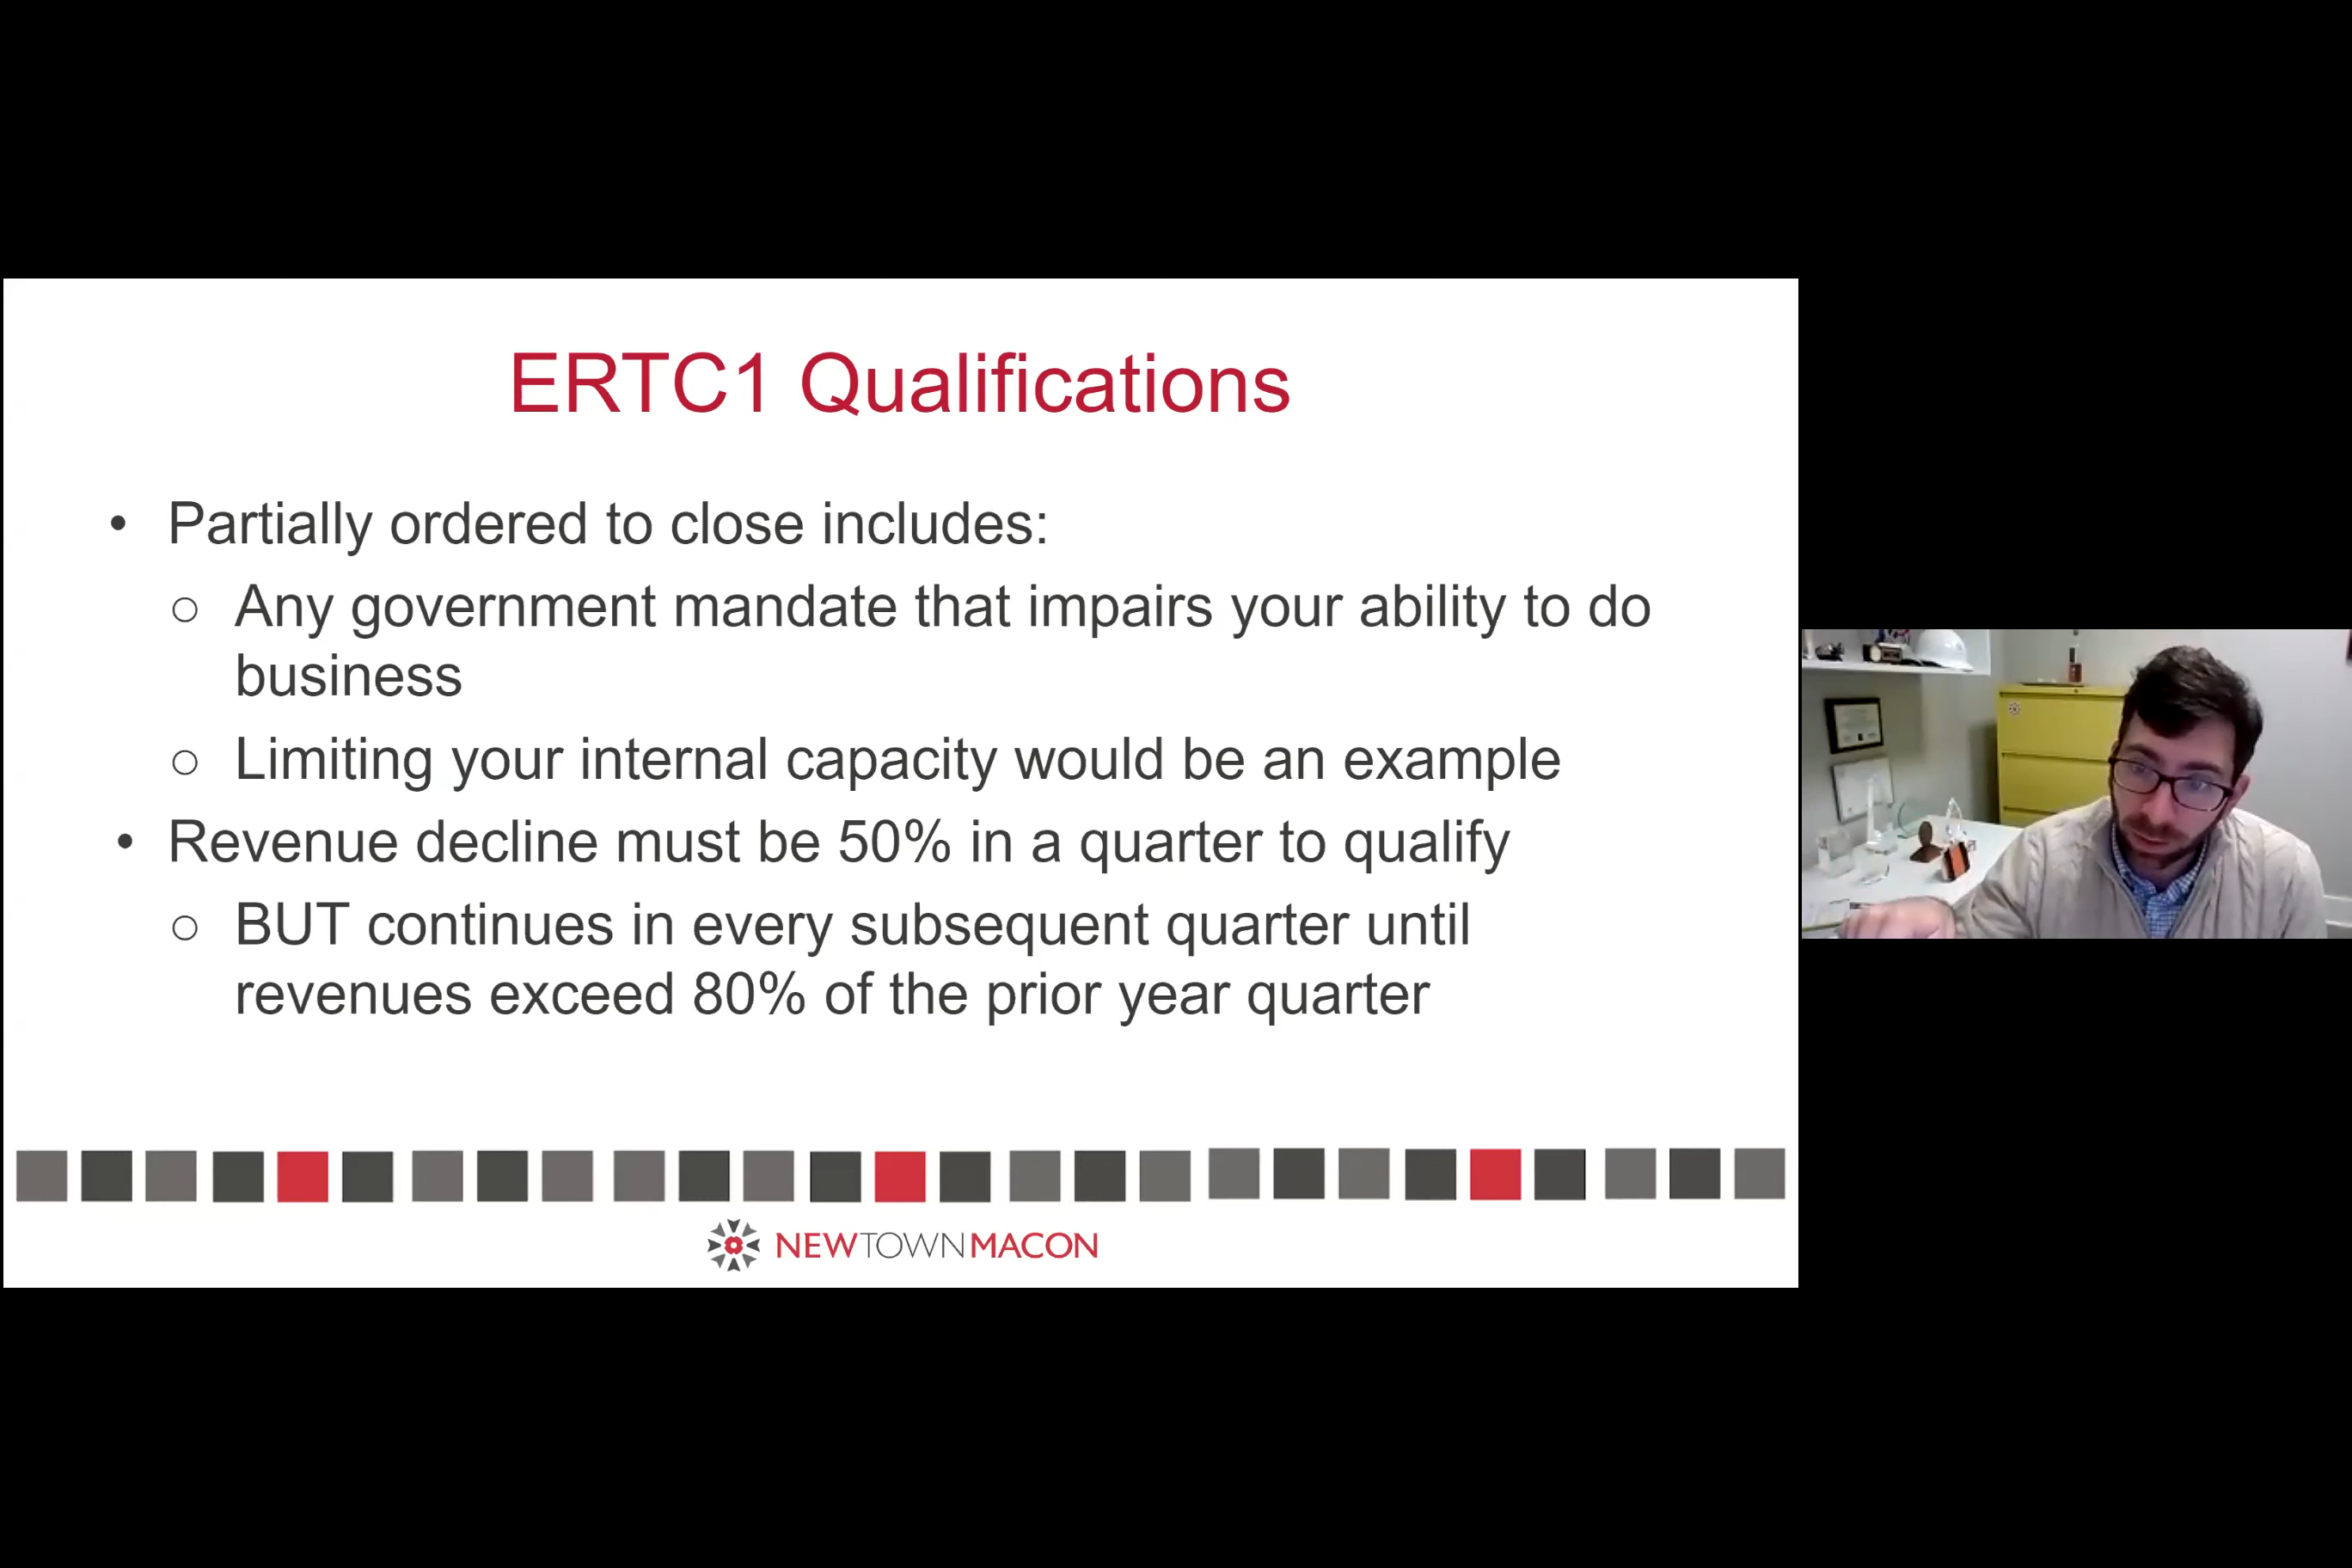 ERTC1 Qualifications
• Partially ordered to close includes:
○ Any government mandate that impairs your ability to do
business
○ Limiting your internal capacity would be an example
• Revenue decline must be 50% in a quarter to qualify
○ BUT continues in every subsequent quarter until
revenues exceed 80% of the prior year quarter
NEWTOWNMACON